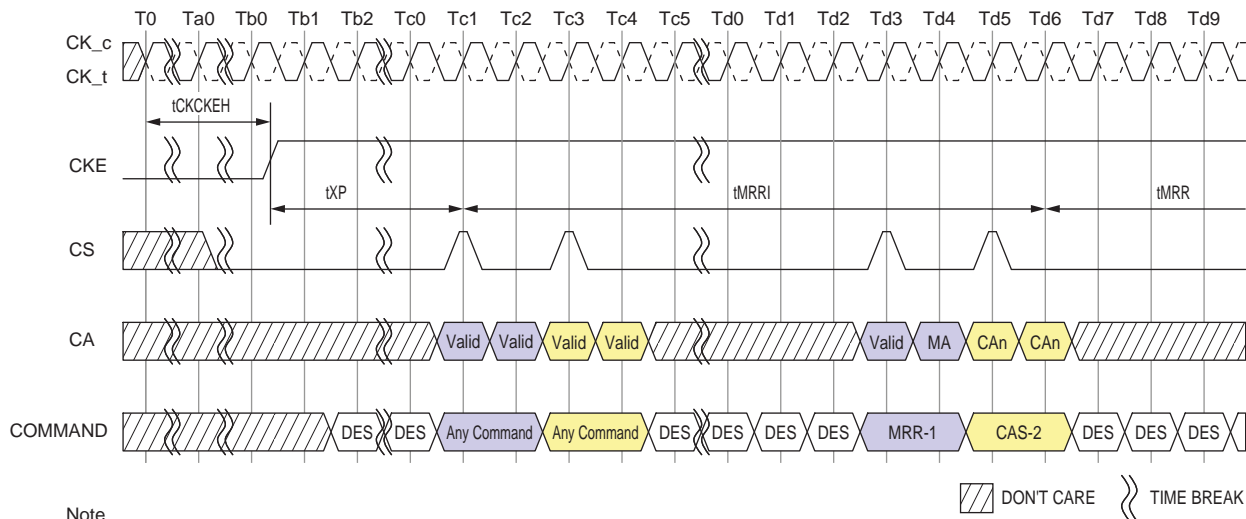 T0 Ta0 Tb0 Tb1 Tb2 Tc0 Tc1 Tc2 Tc3 Tc4 Tc5 Td0 Td1 Td2 Td3 Td4 Td5 Td6 Td7 Td8 Td9
CK_c
CK_t
tCKCKEH
CKE
tXP tMRRI tMRR
CS
CA Valid Valid Valid Valid Valid MA CAn CAn
COMMAND DES DES Any Command Any Command DES DES DES DES MRR-1 CAS-2 DES DES DES
DON'T CARE TIME BREAK
Note